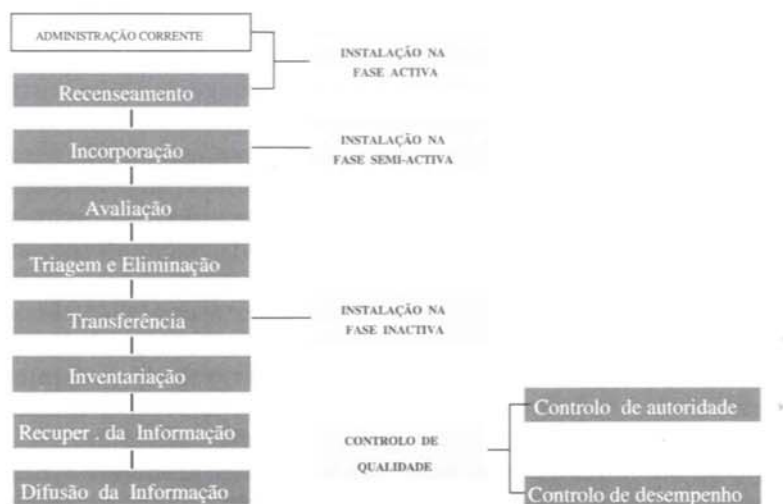 ADMINISTRAÇÃO CORRENTE
INSTALAÇÃO NA
FASE ACTIVA
Recenseamento
Incorporação
INSTALAÇÃO NA
FASE SEMI-ACTIVA
Avaliação
Triagem e Eliminação
Transferência
INSTALAÇÃO NA
FASE INACTIVA
Inventariação
Recuper . da Informação
Difusão da Informação
CONTROLO DE
QUALIDADE
Controlo de autoridade
Controlo de desempenho